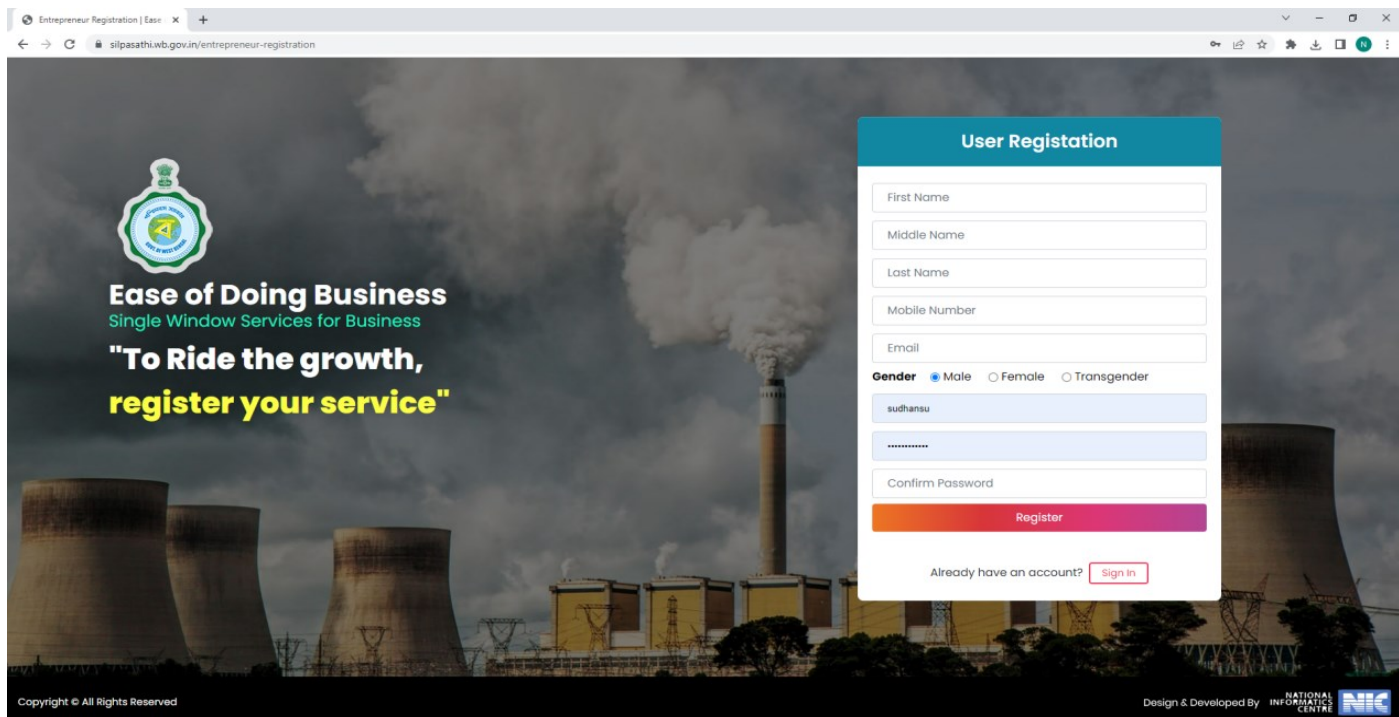 Entrepreneur Registration | Ease
silpasathi.wb.gov.in/entrepreneur-registration
N
User Registation
First Name
Middle Name
Last Name
Mobile Number
Email
Gender Male Female Transgender
sudhansu
Confirm Password
Register
Already have an account? Sign In
Ease of Doing Business
Single Window Services for Business
"To Ride the growth,
register your service"
Copyright © All Rights Reserved
Design & Developed By NATIONAL
INFORMATICS
CENTRE
NIC